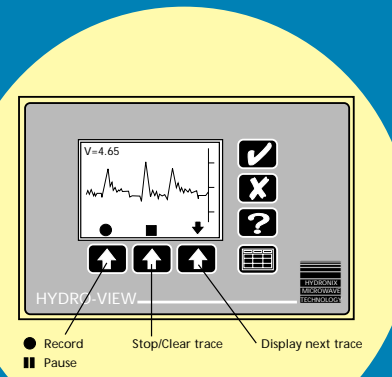 V=4.65
?
HYDRONIX
MICROWAVE
TECHNOLOGY
HYDRO-VIEW
Record Stop/Clear trace Display next trace
Pause